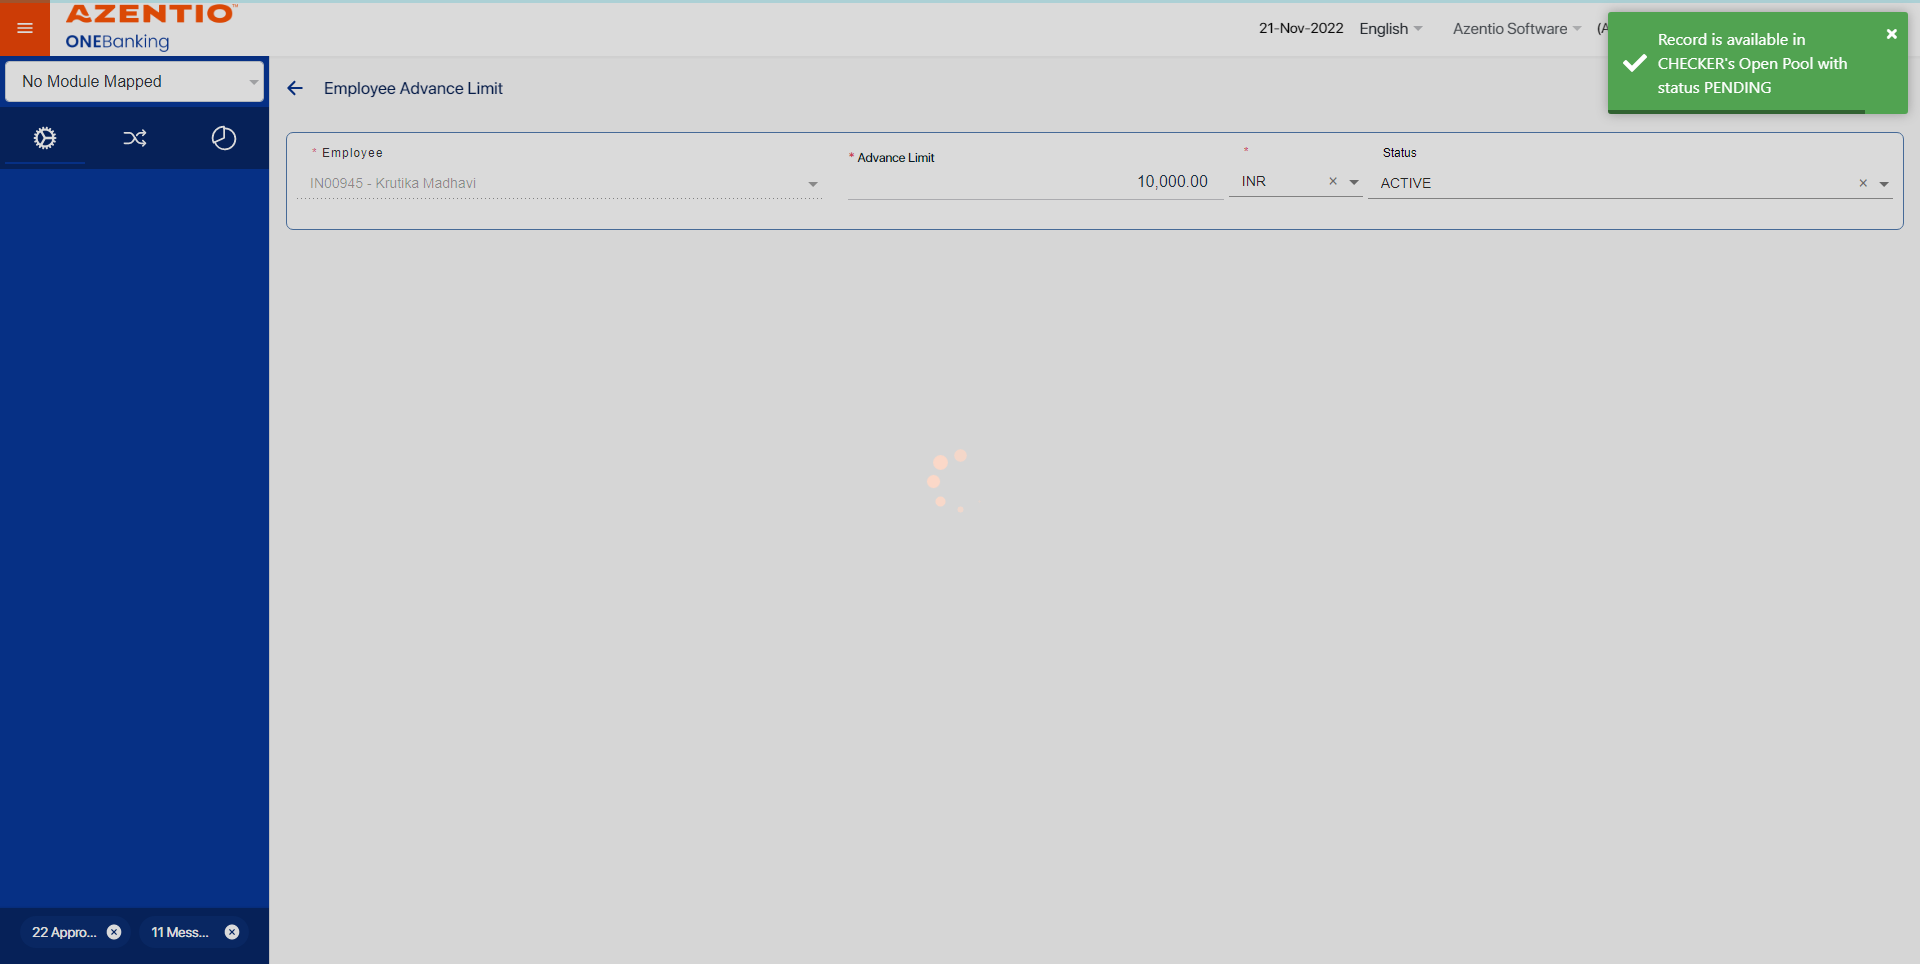 AZENTIO™
ONEBanking
21-Nov-2022 English Azentio Software (A
Record is available in
CHECKER's Open Pool with
status PENDING
No Module Mapped
Employee Advance Limit
* Employee
IN00945 - Krutika Madhavi
* Advance Limit
10,000.00
*
INR
Status
ACTIVE
22 Appro...
11 Mess...